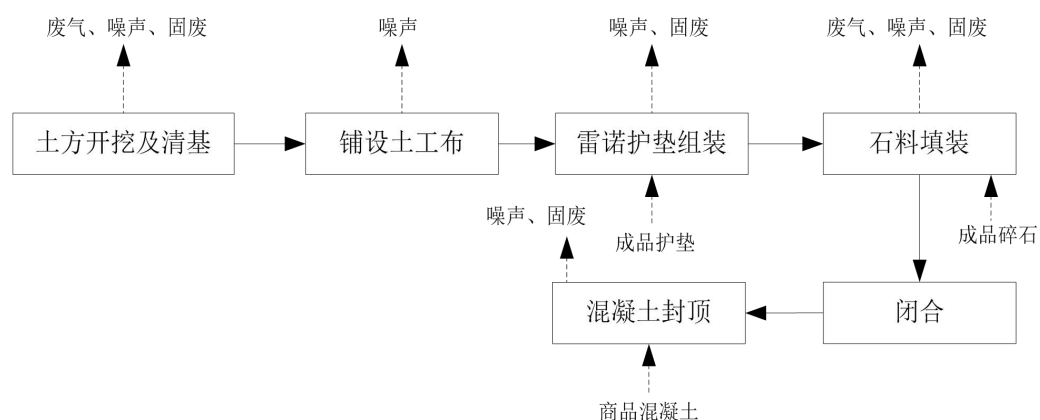 废气、噪声、固废
噪声
噪声、固废
废气、噪声、固废
土方开挖及清基
铺设土工布
雷诺护垫组装
石料填装
噪声、固废
成品护垫
成品碎石
混凝土封顶
闭合
商品混凝土